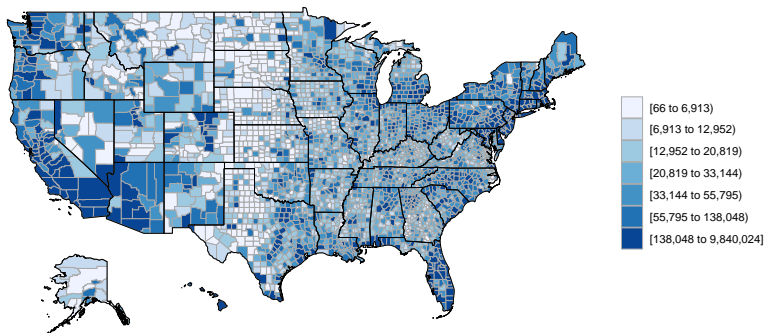 [66 to 6,913)
[6,913 to 12,952)
[12,952 to 20,819)
[20,819 to 33,144)
[33,144 to 55,795)
[55,795 to 138,048)
[138,048 to 9,840,024]